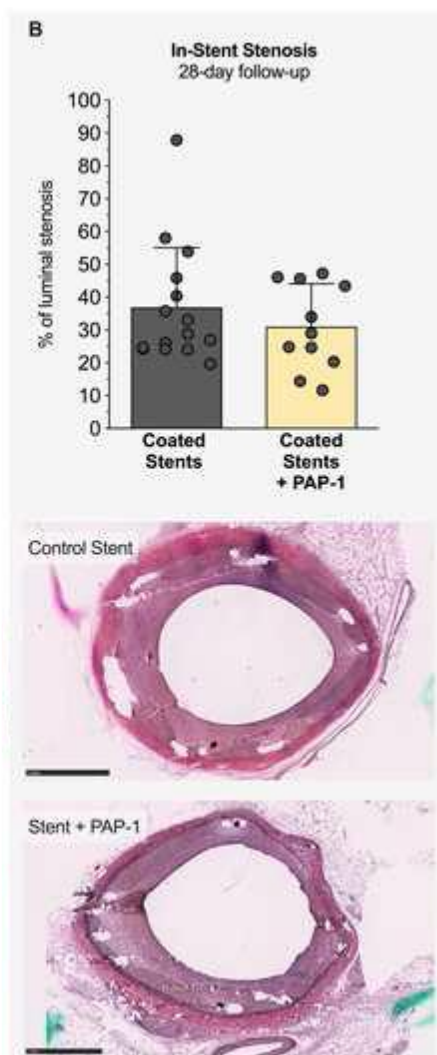 B
In-Stent Stenosis
28-day follow-up
% of luminal stenosis
100
90
80
70
60
50
40
30
20
10
0
Coated
Stents
Coated
Stents
+ PAP-1
Control Stent
Stent + PAP-1